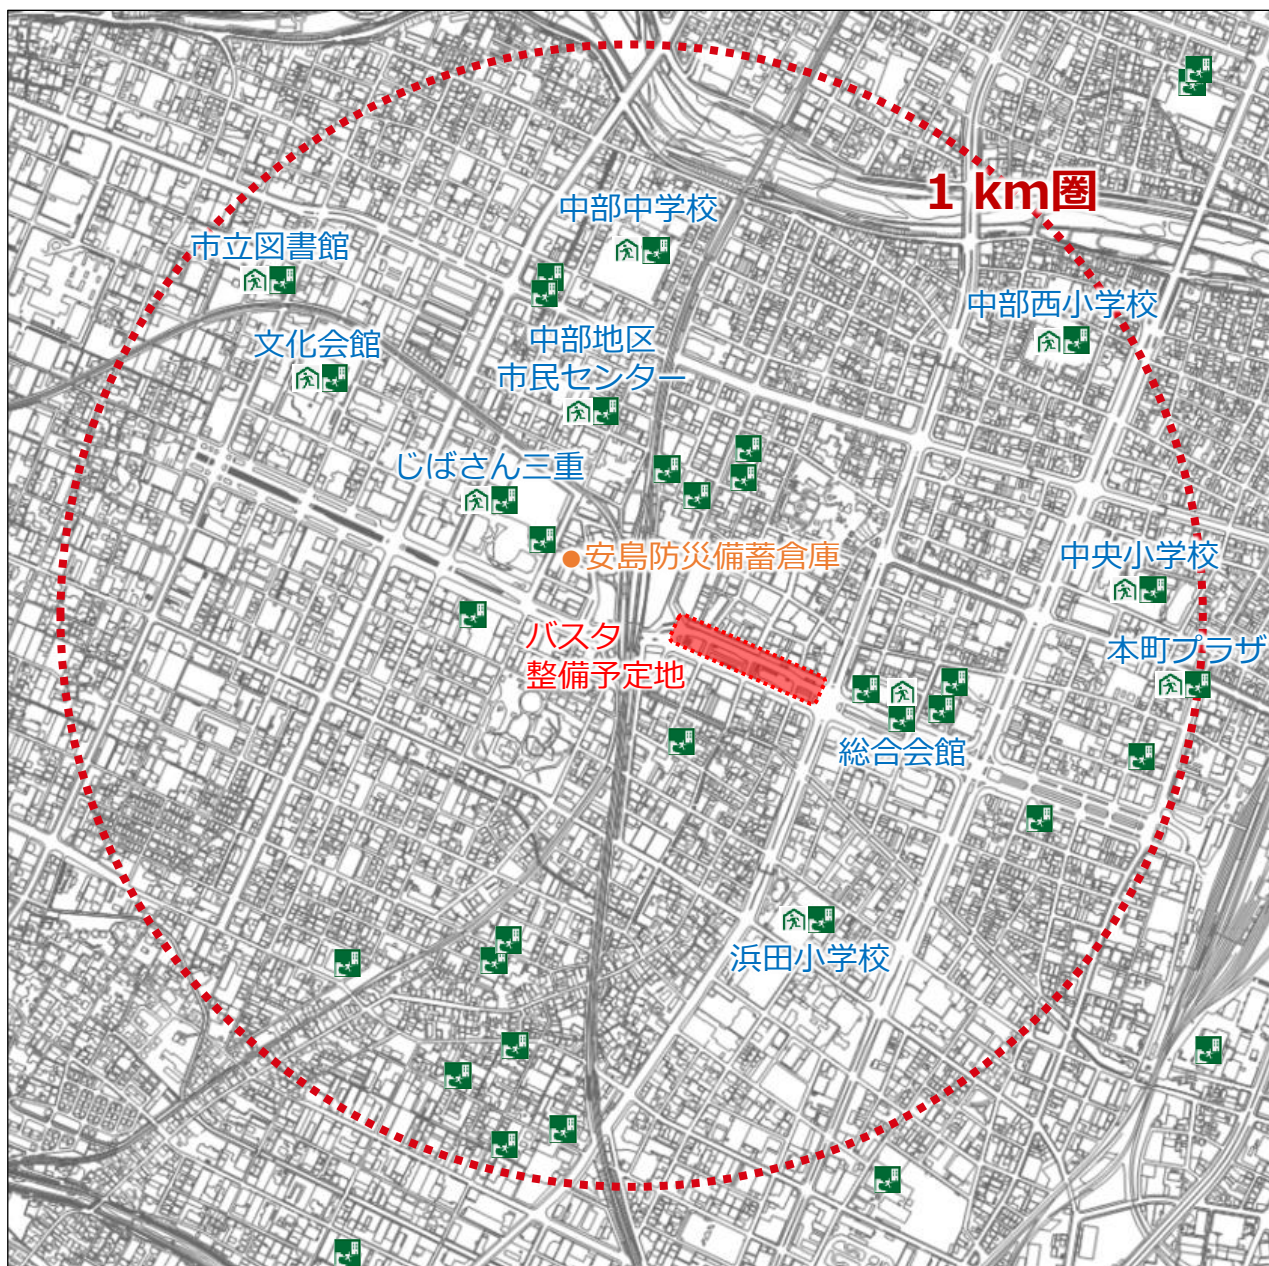 1 km圏
中部中学校
市立図書館
中部西小学校
文化会館
中部地区
市民センター
じばさん三重
安島防災備蓄倉庫
中央小学校
バスタ
整備予定地
本町プラザ
総合会館
浜田小学校